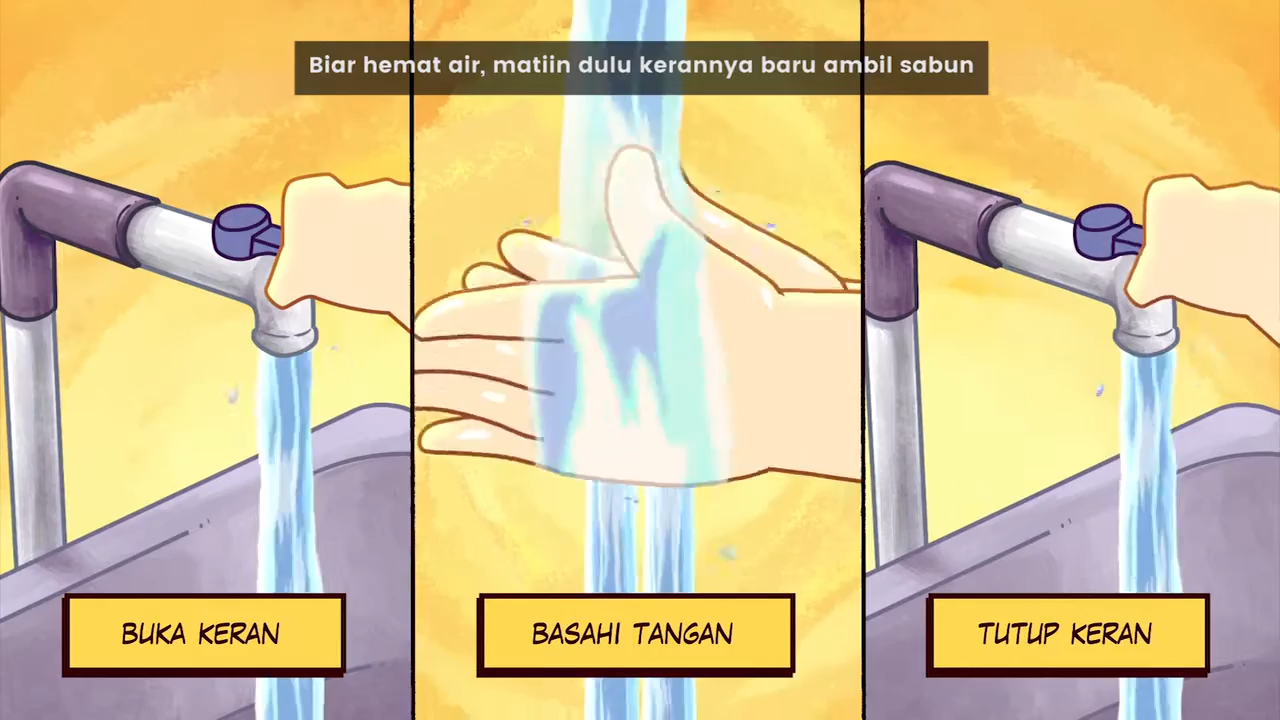 Biar hemat air, matiin dulu kerannya baru ambil sabun
BUKA KERAN
BASAHI TANGAN
TUTUP KERAN